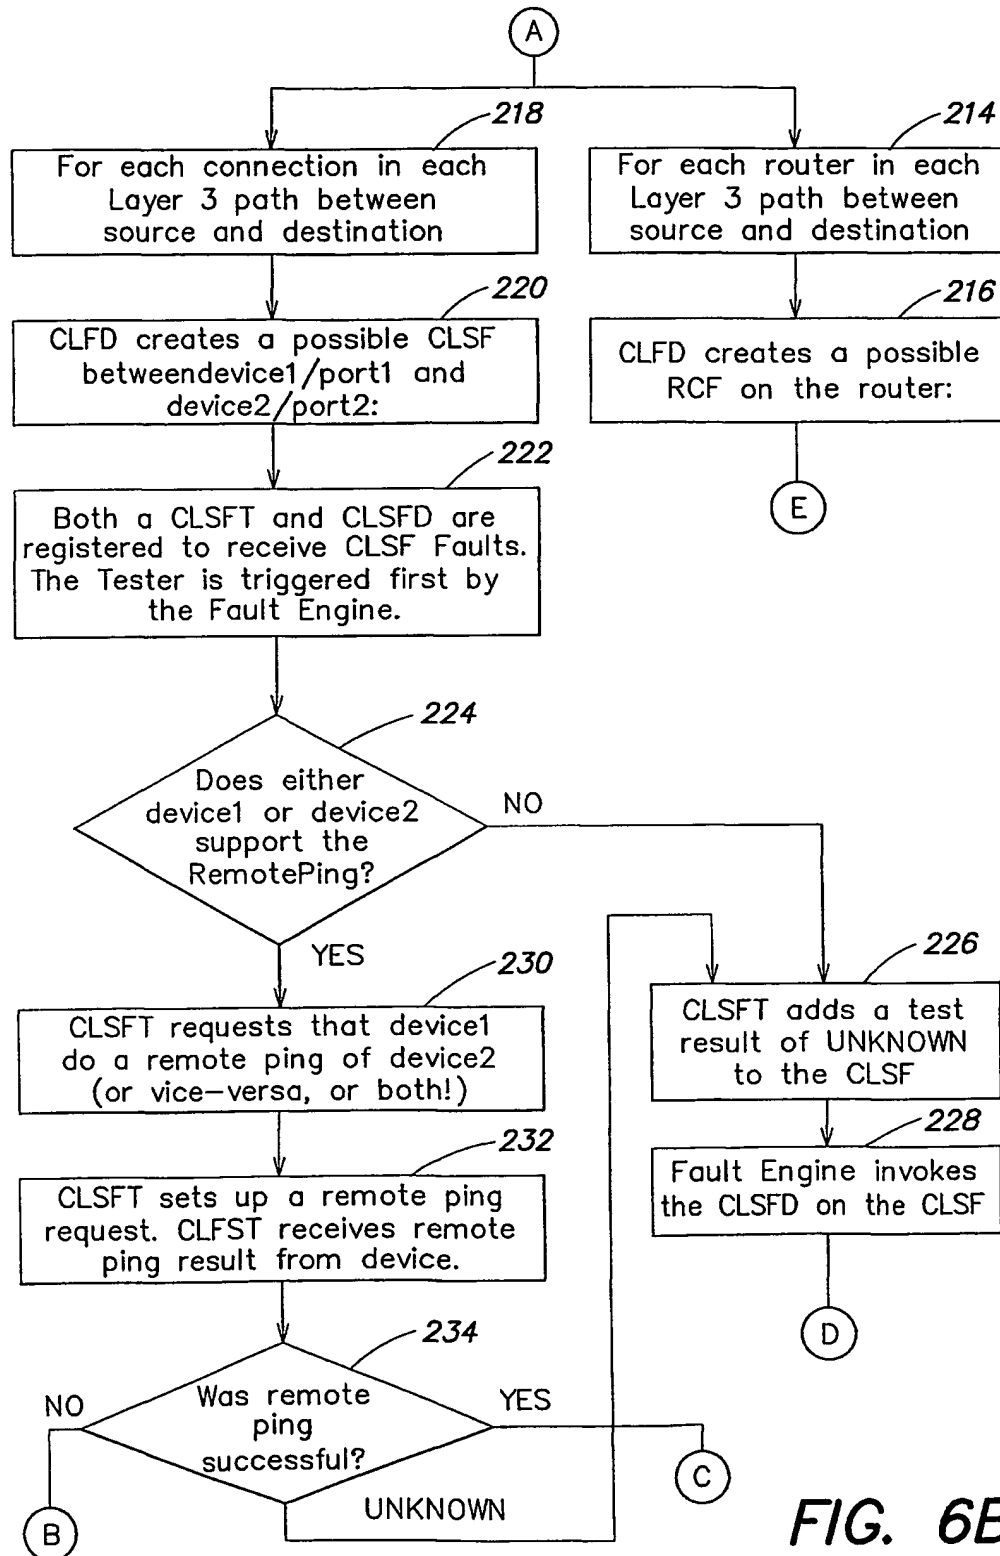 A
218
For each connection in each
Layer 3 path between
source and destination
214
For each router in each
Layer 3 path between
source and destination
220
CLFD creates a possible CLSF
betweendevice1/port1 and
device2/port2:
216
CLFD creates a possible
RCF on the router:
E
222
Both a CLSFT and CLSFD are
registered to receive CLSF Faults.
The Tester is triggered first by
the Fault Engine.
224
Does either
device1 or device2
support the
RemotePing?
NO
YES
226
CLSFT adds a test
result of UNKNOWN
to the CLSF
228
Fault Engine invokes
the CLSFD on the CLSF
D
230
CLSFT requests that device1
do a remote ping of device2
(or vice-versa, or both!)
232
CLSFT sets up a remote ping
request. CLFST receives remote
ping result from device.
234
Was remote
ping
successful?
NO
YES
UNKNOWN
B
C
FIG. 6B